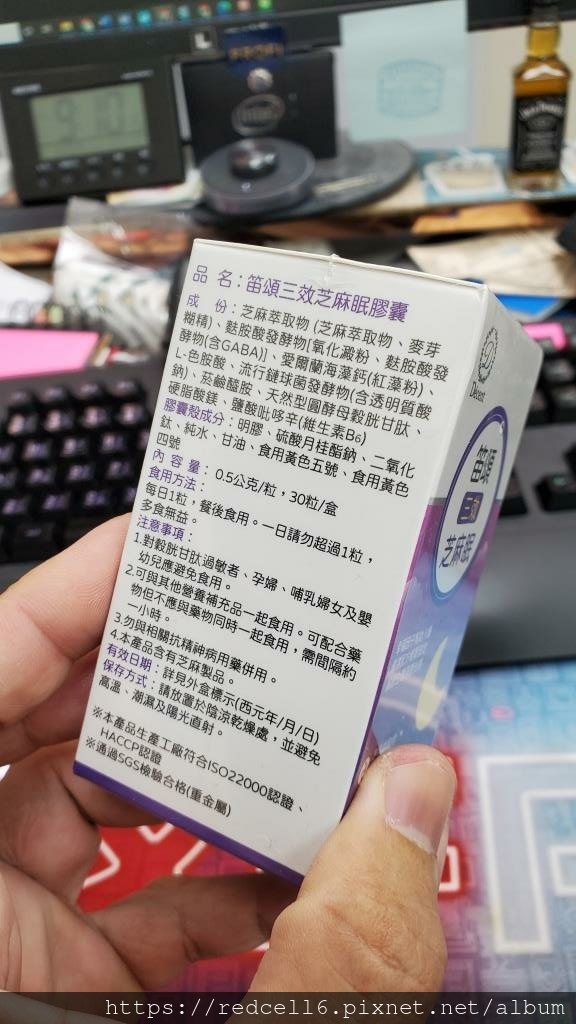 品 名：笛頌三效芝麻眠膠囊
成 份：芝麻萃取物 (芝麻萃取物、麥芽
糊精)、麩胺酸發酵物[氧化澱粉、麩胺酸發
酵物(含GABA)]、愛爾蘭海藻鈣(紅藻粉)、
L-色胺酸、流行鏈球菌發酵物(含透明質酸
鈉)、菸鹼醯胺、天然型圓酵母穀胱甘肽、
硬脂酸鎂、鹽酸吡哆辛(維生素B₆)
膠囊殼成分：明膠、硫酸月桂酯鈉、二氧化
鈦、純水、甘油、食用黃色五號、食用黃色
四號
內 容 量： 0.5公克/粒，30粒/盒
食用方法：
每日1粒，餐後食用。一日請勿超過1粒，
多食無益。
注意事項：
1.對穀胱甘肽過敏者、孕婦、哺乳婦女及嬰
幼兒應避免食用。
2.可與其他營養補充品一起食用。可配合藥
物但不應與藥物同時一起食用，需間隔約
一小時。
3.勿與相關抗精神病用藥併用。
4.本產品含有芝麻製品。
有效日期：詳見外盒標示(西元年/月/日)
保存方式：請放置於陰涼乾燥處，並避免
高溫、潮濕及陽光直射。
※本產品生產工廠符合ISO22000認證、
HACCP認證
※通過SGS檢驗合格(重金屬)
Decent
笛頌
三效
芝麻眠
910
L
https://redcell6.pixnet.net/album